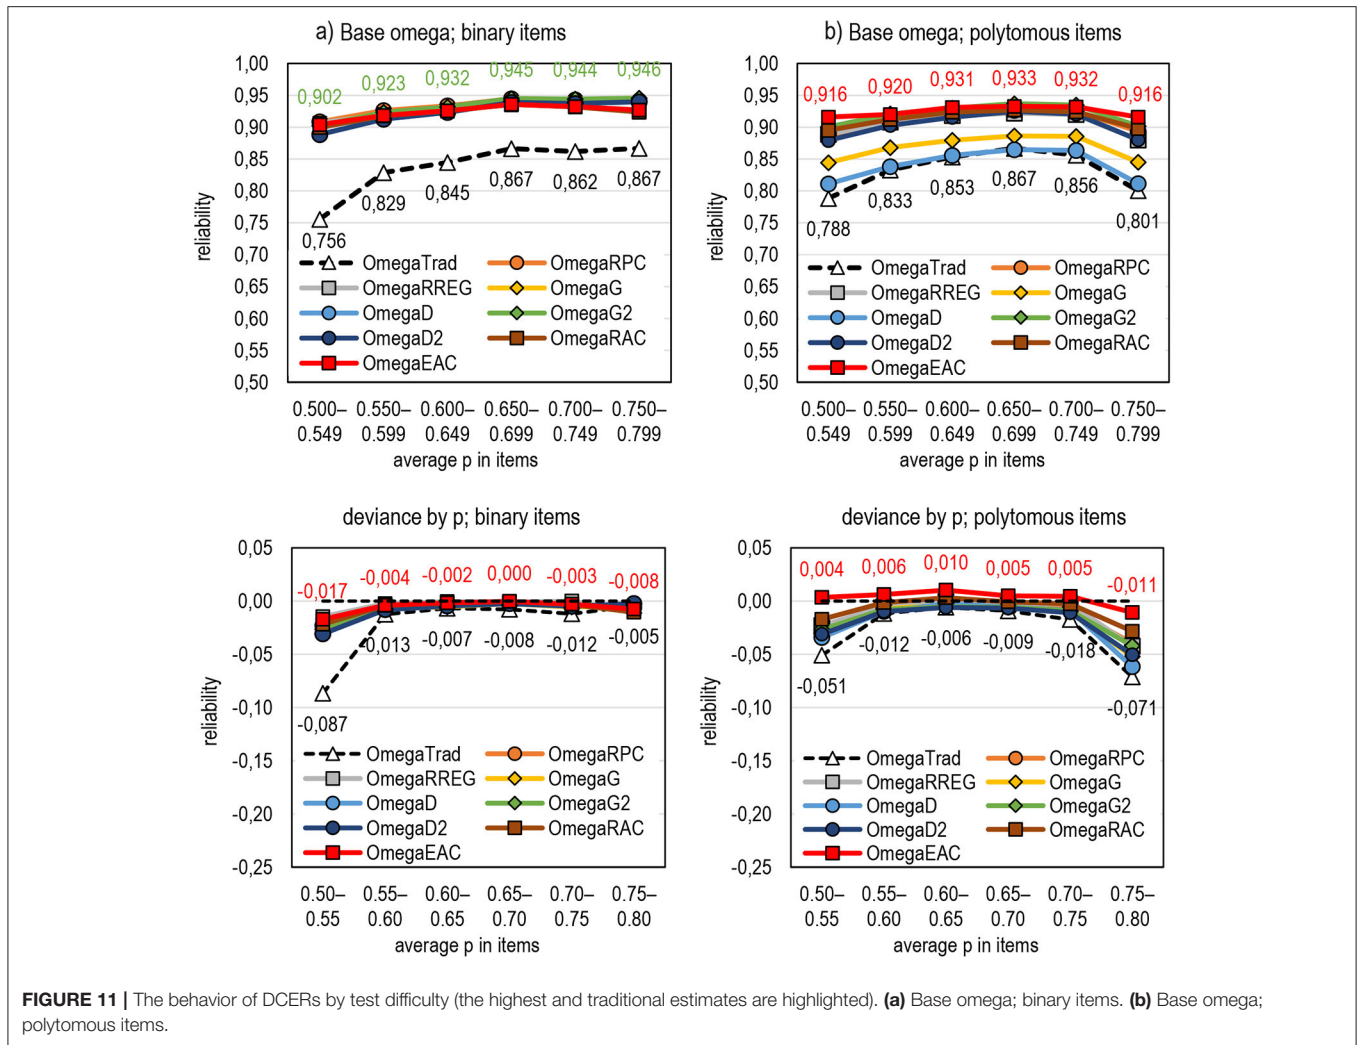 a) Base omega; binary items
1,00
0,95
0,90
0,85
0,80
0,75
0,70
0,65
0,60
0,55
0,50
reliability
0,902 0,923 0,932 0,945 0,944 0,946
0,756 0,829 0,845 0,867 0,862 0,867
OmegaTrad OmegaRPC
OmegaRREG OmegaG
OmegaD OmegaG2
OmegaD2 OmegaRAC
OmegaEAC
0.500– 0.550– 0.600– 0.650– 0.700– 0.750–
0.549 0.599 0.649 0.699 0.749 0.799
average p in items
b) Base omega; polytomous items
1,00
0,95
0,90
0,85
0,80
0,75
0,70
0,65
0,60
0,55
0,50
reliability
0,916 0,920 0,931 0,933 0,932 0,916
0,788 0,833 0,853 0,867 0,856 0,801
OmegaTrad OmegaRPC
OmegaRREG OmegaG
OmegaD OmegaG2
OmegaD2 OmegaRAC
OmegaEAC
0.500– 0.550– 0.600– 0.650– 0.700– 0.750–
0.549 0.599 0.649 0.699 0.749 0.799
average p in items
deviance by p; binary items
0,05
0,00
-0,05
-0,10
-0,15
-0,20
-0,25
reliability
-0,017 -0,004 -0,002 0,000 -0,003 -0,008
-0,087 -0,013 -0,007 -0,008 -0,012 -0,005
OmegaTrad OmegaRPC
OmegaRREG OmegaG
OmegaD OmegaG2
OmegaD2 OmegaRAC
OmegaEAC
0.50– 0.55– 0.60– 0.65– 0.70– 0.75–
0.55 0.60 0.65 0.70 0.75 0.80
average p in items
deviance by p; polytomous items
0,05
0,00
-0,05
-0,10
-0,15
-0,20
-0,25
reliability
0,004 0,006 0,010 0,005 0,005 -0,011
-0,051 -0,012 -0,006 -0,009 -0,018 -0,071
OmegaTrad OmegaRPC
OmegaRREG OmegaG
OmegaD OmegaG2
OmegaD2 OmegaRAC
OmegaEAC
0.50– 0.55– 0.60– 0.65– 0.70– 0.75–
0.55 0.60 0.65 0.70 0.75 0.80
average p in items
FIGURE 11 | The behavior of DCERs by test difficulty (the highest and traditional estimates are highlighted). (a) Base omega; binary items. (b) Base omega;
polytomous items.